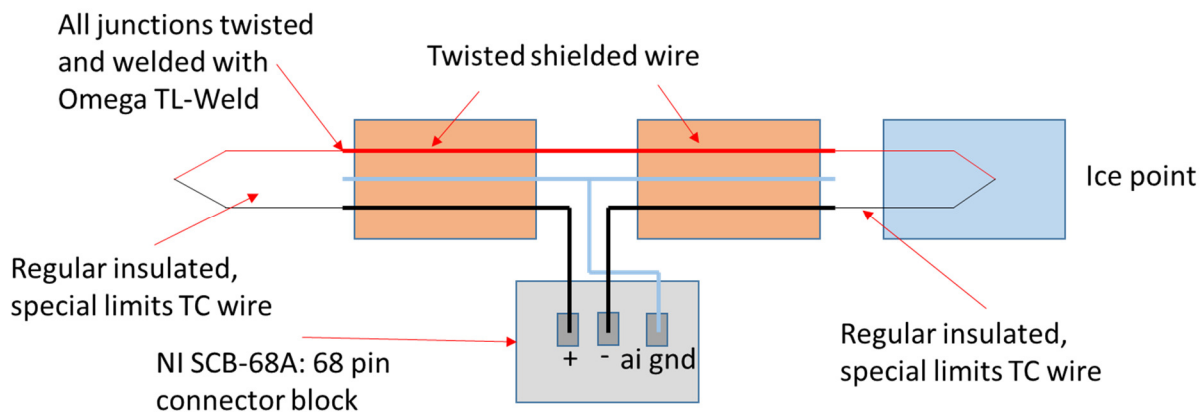 All junctions twisted
and welded with
Omega TL-Weld
Twisted shielded wire
Ice point
Regular insulated,
special limits TC wire
NI SCB-68A: 68 pin
connector block
+ - ai gnd
Regular insulated,
special limits TC wire